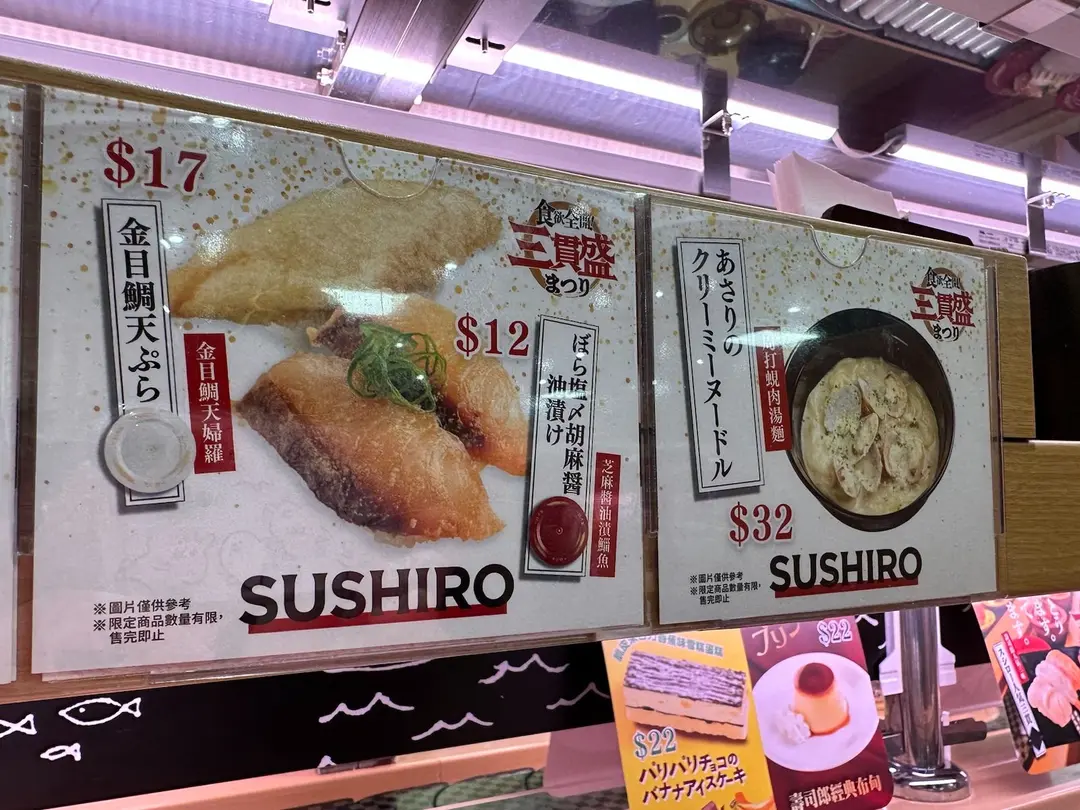 $17
金目鯛天ぷら
金目鯛天婦羅
食欲全開
三貫盛
まつり
$12
ぼら塩〆胡麻醤
油漬け
芝麻醬油漬鯔魚
※圖片僅供參考
※限定商品數量有限,
售完即止
SUSHIRO
あさりの
クリーミーヌードル
打蜆肉湯麵
食欲全開
三貫盛
まつり
$32
※圖片僅供參考
※限定商品數量有限,
售完即止
SUSHIRO
$22
パリパリチョコの
バナナアイスケーキ
プリン
$22
壽司郎經典布甸